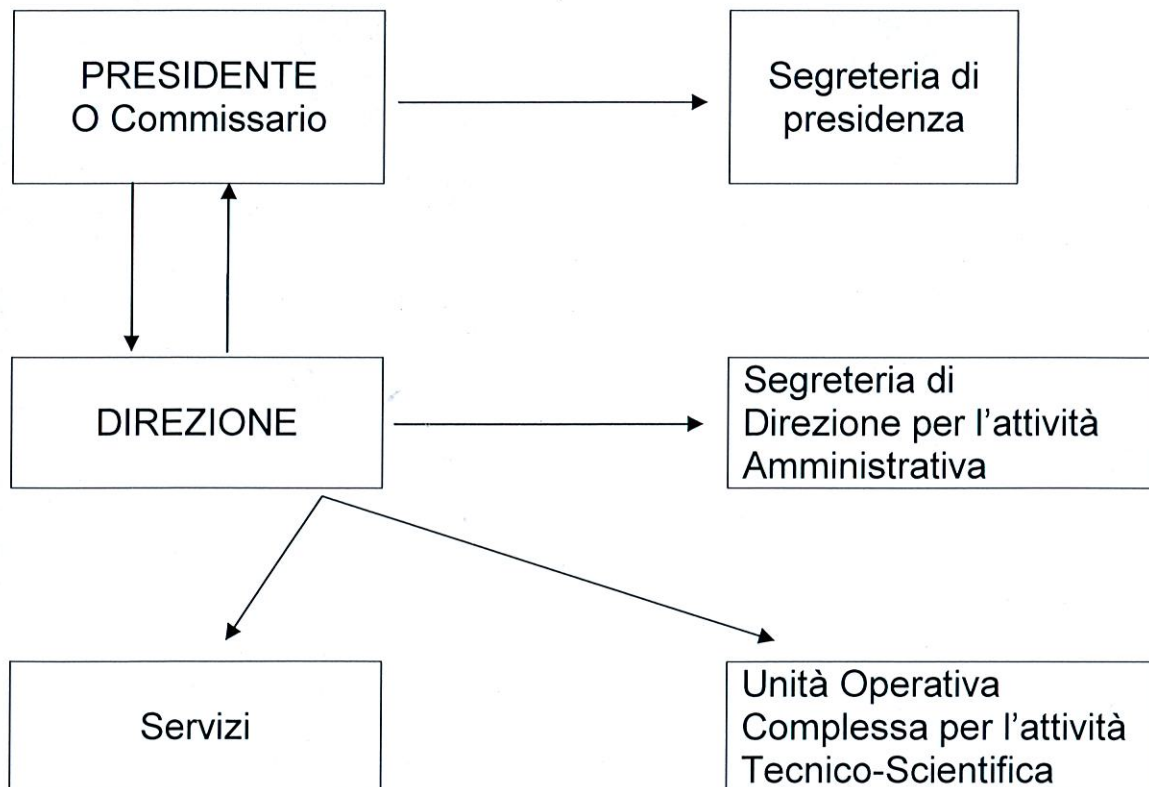 PRESIDENTE
O Commissario
Segreteria di
presidenza
DIREZIONE
Segreteria di
Direzione per l’attività
Amministrativa
Servizi
Unità Operativa
Complessa per l’attività
Tecnico-Scientifica